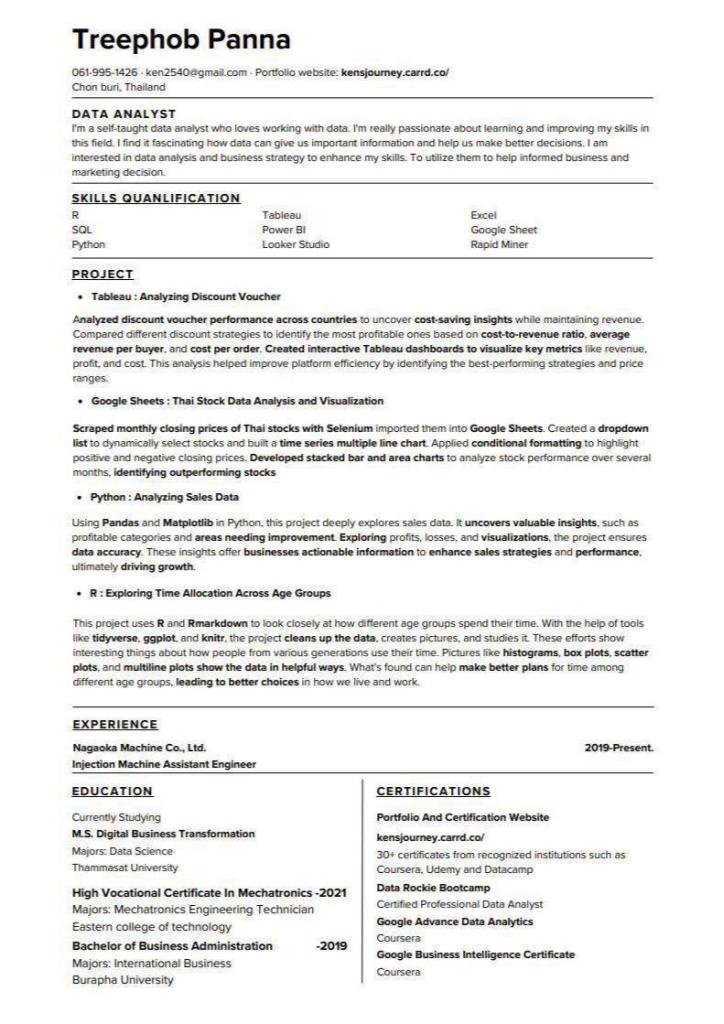 Treephob Panna
061-995-1426 · ken2540@gmail.com · Portfolio website: kensjourney.carrd.co/
Chon buri, Thailand
DATA ANALYST
I'm a self-taught data analyst who loves working with data. I'm really passionate about learning and improving my skills in
this field. I find it fascinating how data can give us important information and help us make better decisions. I am
interested in data analysis and business strategy to enhance my skills. To utilize them to help informed business and
marketing decision.
SKILLS QUANLIFICATION
R Tableau Excel
SQL Power BI Google Sheet
Python Looker Studio Rapid Miner
PROJECT
• Tableau : Analyzing Discount Voucher
Analyzed discount voucher performance across countries to uncover cost-saving insights while maintaining revenue.
Compared different discount strategies to identify the most profitable ones based on cost-to-revenue ratio, average
revenue per buyer, and cost per order. Created interactive Tableau dashboards to visualize key metrics like revenue,
profit, and cost. This analysis helped improve platform efficiency by identifying the best-performing strategies and price
ranges.
• Google Sheets : Thai Stock Data Analysis and Visualization
Scraped monthly closing prices of Thai stocks with Selenium imported them into Google Sheets. Created a dropdown
list to dynamically select stocks and built a time series multiple line chart. Applied conditional formatting to highlight
positive and negative closing prices. Developed stacked bar and area charts to analyze stock performance over several
months, identifying outperforming stocks
• Python : Analyzing Sales Data
Using Pandas and Matplotlib in Python, this project deeply explores sales data. It uncovers valuable insights, such as
profitable categories and areas needing improvement. Exploring profits, losses, and visualizations, the project ensures
data accuracy. These insights offer businesses actionable information to enhance sales strategies and performance,
ultimately driving growth.
• R : Exploring Time Allocation Across Age Groups
This project uses R and Rmarkdown to look closely at how different age groups spend their time. With the help of tools
like tidyverse, ggplot, and knitr, the project cleans up the data, creates pictures, and studies it. These efforts show
interesting things about how people from various generations use their time. Pictures like histograms, box plots, scatter
plots, and multiline plots show the data in helpful ways. What's found can help make better plans for time among
different age groups, leading to better choices in how we live and work.
EXPERIENCE
Nagaoka Machine Co., Ltd. 2019-Present.
Injection Machine Assistant Engineer
EDUCATION
Currently Studying
M.S. Digital Business Transformation
Majors: Data Science
Thammasat University
High Vocational Certificate In Mechatronics -2021
Majors: Mechatronics Engineering Technician
Eastern college of technology
Bachelor of Business Administration -2019
Majors: International Business
Burapha University
CERTIFICATIONS
Portfolio And Certification Website
kensjourney.carrd.co/
30+ certificates from recognized institutions such as
Coursera, Udemy and Datacamp
Data Rockie Bootcamp
Certified Professional Data Analyst
Google Advance Data Analytics
Coursera
Google Business Intelligence Certificate
Coursera